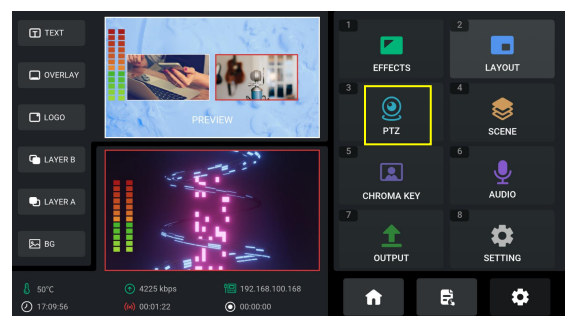 TEXT
OVERLAY
LOGO
LAYER B
LAYER A
BG
PREVIEW
50°C
4225 kbps
192.168.100.168
17:09:56
00:01:22
00:00:00
1
EFFECTS
2
LAYOUT
3
PTZ
4
SCENE
5
CHROMA KEY
6
AUDIO
7
OUTPUT
8
SETTING